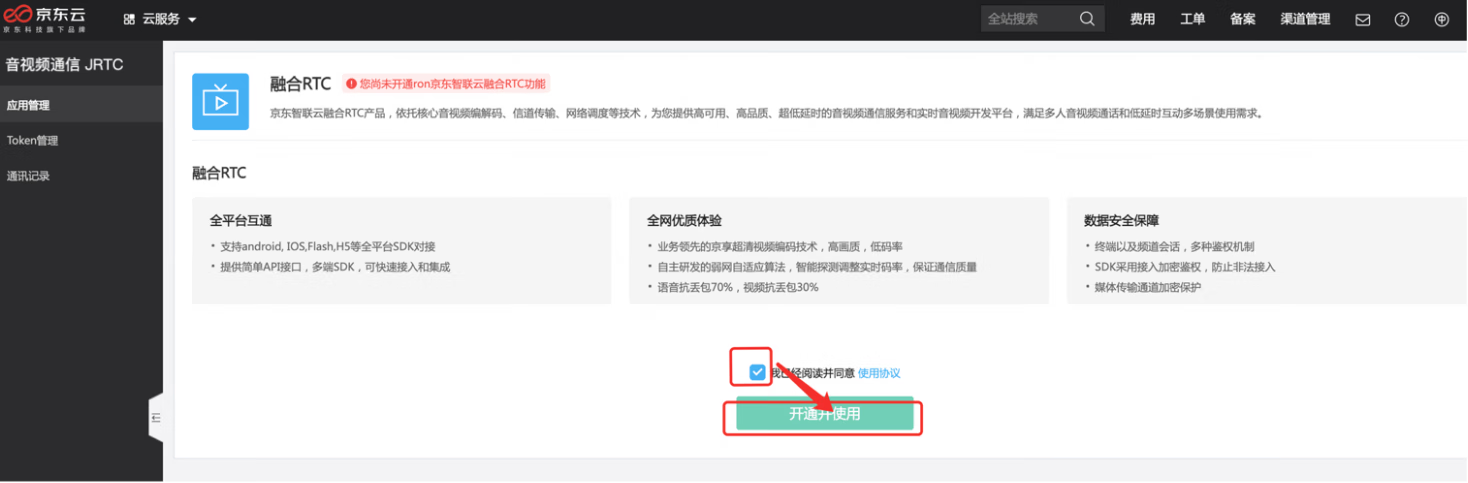 京东云
京东科技旗下品牌
云服务
全站搜索
费用
工单
备案
渠道管理
音视频通信 JRTC
应用管理
Token管理
通讯记录
融合RTC
您尚未开通ron京东智联云融合RTC功能
京东智联云融合RTC产品，依托核心音视频编解码、信道传输、网络调度等技术，为您提供高可用、高品质、超低延时的音视频通信服务和实时音视频开发平台，满足多人音视频通话和低延时互动多场景使用需求。
融合RTC
全平台互通
• 支持android, IOS,Flash,H5等全平台SDK对接
• 提供简单API接口，多端SDK，可快速接入和集成
全网优质体验
• 业务领先的京享超清视频编码技术，高画质，低码率
• 自主研发的弱网自适应算法，智能探测调整实时码率，保证通信质量
• 语音抗丢包70%，视频抗丢包30%
数据安全保障
• 终端以及频道会话，多种鉴权机制
• SDK采用接入加密鉴权，防止非法接入
• 媒体传输通道加密保护
我已经阅读并同意 使用协议
开通并使用